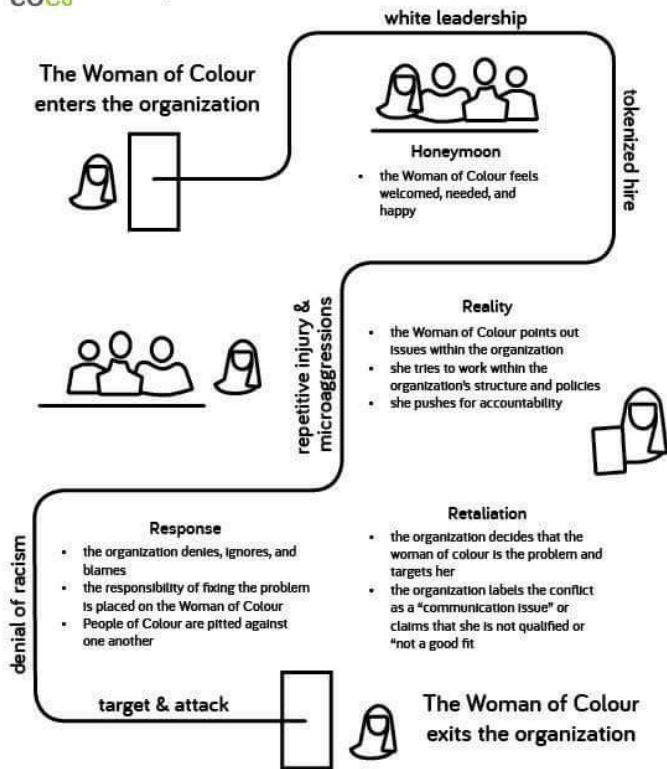 white leadership
The Woman of Colour
enters the organization
tokenized hire
Honeymoon
• the Woman of Colour feels
welcomed, needed, and
happy
repetitive injury &
microaggressions
Reality
• the Woman of Colour points out
issues within the organization
• she tries to work within the
organization's structure and policies
• she pushes for accountability
denial of racism
Response
• the organization denies, ignores, and
blames
• the responsibility of fixing the problem
is placed on the Woman of Colour
• People of Colour are pitted against
one another
Retaliation
• the organization decides that the
woman of colour is the problem and
targets her
• the organization labels the conflict
as a “communication issue” or
claims that she is not qualified or
“not a good fit
target & attack
The Woman of Colour
exits the organization